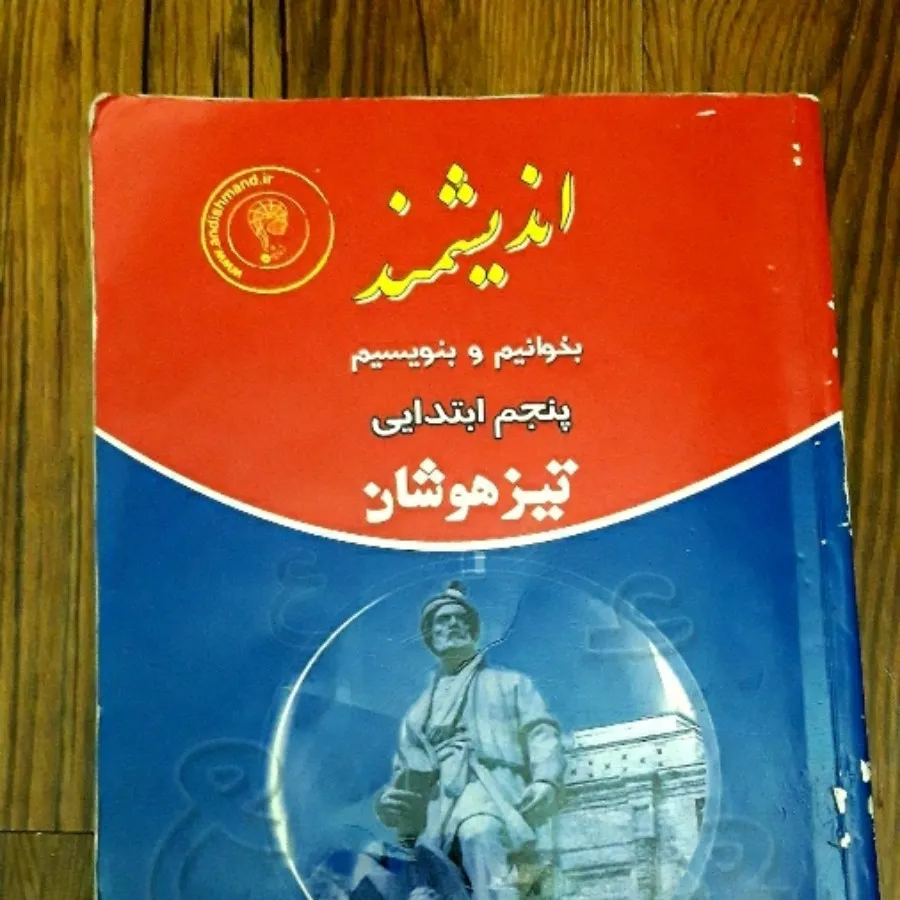 اندیشمند
www.andishmand.ir
بخوانیم و بنویسیم
پنجم ابتدایی
تیزهوشان